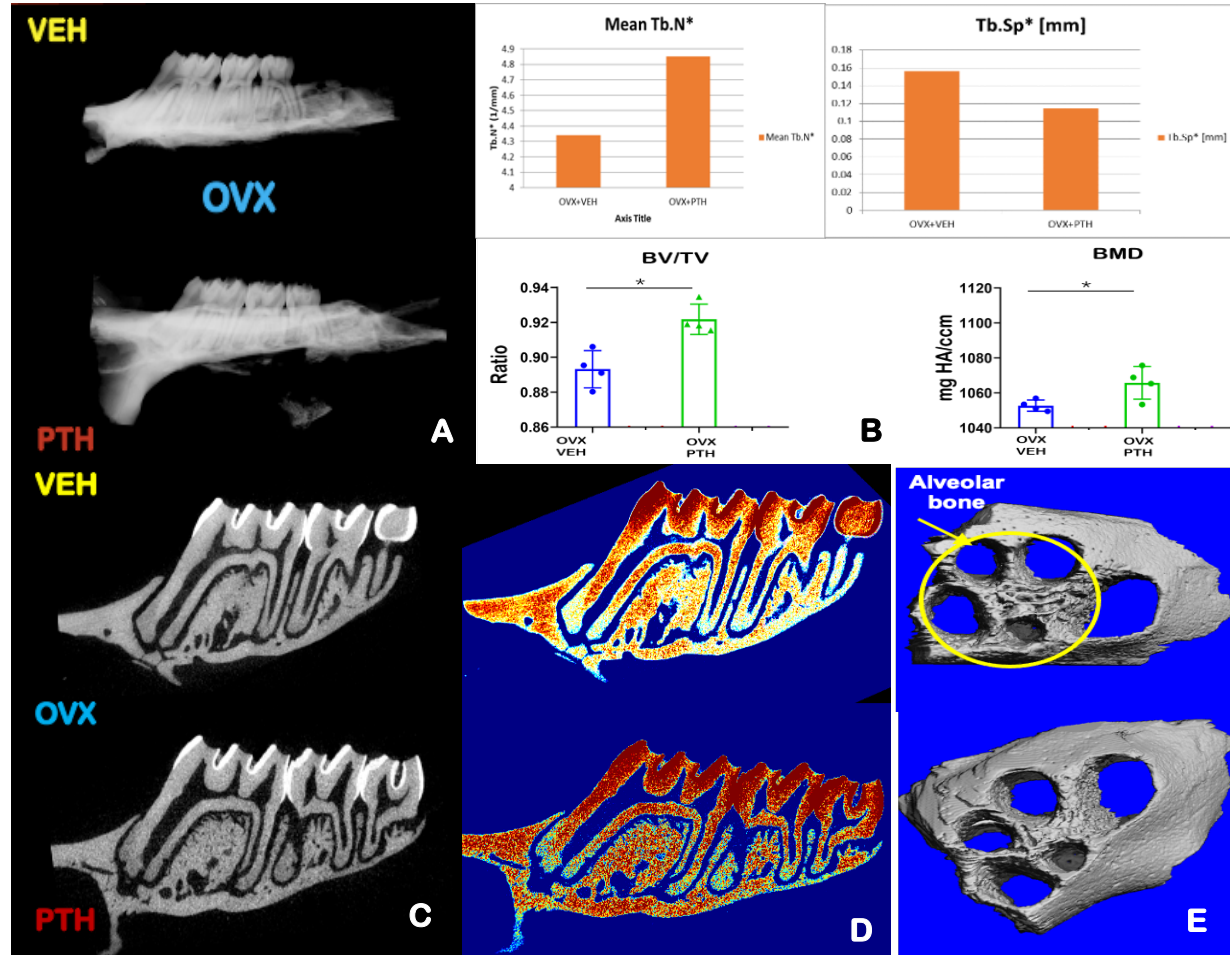 VEH
OVX
PTH
A
Mean Tb.N*
Tb.N* (1/mm)
4.9
4.8
4.7
4.6
4.5
4.4
4.3
4.2
4.1
4
OVX+VEH
OVX+PTH
Axis Title
Mean Tb.N*
Tb.Sp* [mm]
0.18
0.16
0.14
0.12
0.1
0.08
0.06
0.04
0.02
0
OVX+VEH
OVX+PTH
Tb.Sp* [mm]
BV/TV
*
Ratio
0.94
0.92
0.90
0.88
0.86
OVX
VEH
OVX
PTH
B
BMD
*
mg HA/ccm
1120
1100
1080
1060
1040
OVX
VEH
OVX
PTH
VEH
OVX
PTH
C
D
Alveolar
bone
E